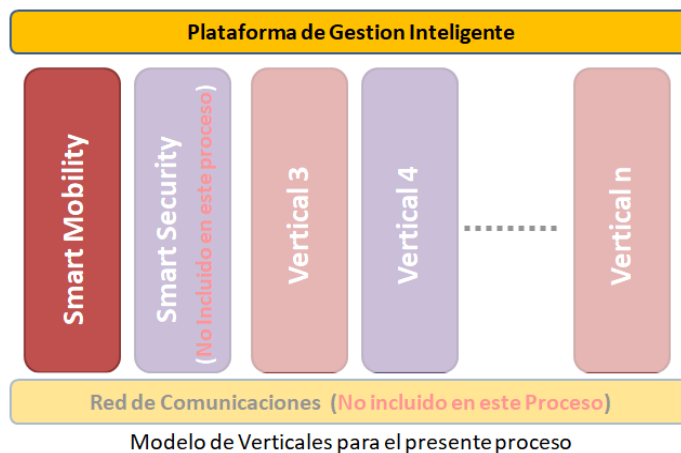 Plataforma de Gestion Inteligente
Smart Mobility
Smart Security
(No Incluido en este proceso)
Vertical 3
Vertical 4
Vertical n
Red de Comunicaciones (No incluido en este Proceso)
Modelo de Verticales para el presente proceso